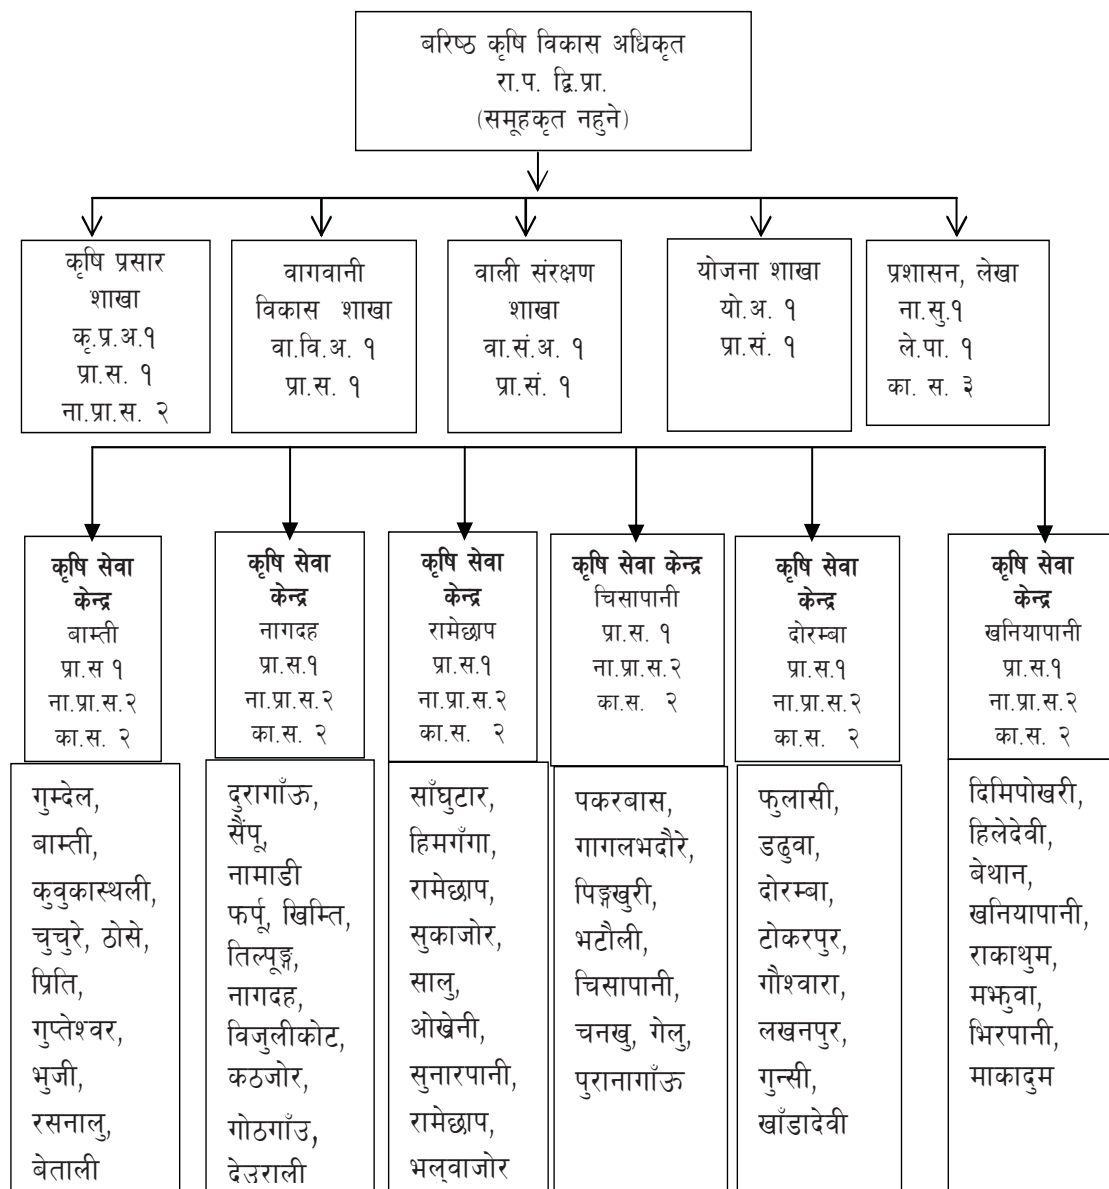 बरिष्ठ कृषि विकास अधिकृत
रा.प. द्वि.प्रा.
(समूहकृत नहुने)
कृषि प्रसार
शाखा
कृ.प्र.अ.१
प्रा.स. १
ना.प्रा.स. २
वागवानी
विकास शाखा
वा.वि.अ. १
प्रा.स. १
वाली संरक्षण
शाखा
वा.सं.अ. १
प्रा.सं. १
योजना शाखा
यो.अ. १
प्रा.सं. १
प्रशासन, लेखा
ना.सु.१
ले.पा. १
का. स. ३
कृषि सेवा
केन्द्र
बाम्ती
प्रा.स १
ना.प्रा.स.२
का.स. २
कृषि सेवा
केन्द्र
नागदह
प्रा.स.१
ना.प्रा.स.२
का.स. २
कृषि सेवा
केन्द्र
रामेछाप
प्रा.स.१
ना.प्रा.स.२
का.स. २
कृषि सेवा केन्द्र
चिसापानी
प्रा.स. १
ना.प्रा.स.२
का.स. २
कृषि सेवा
केन्द्र
दोरम्बा
प्रा.स.१
ना.प्रा.स.२
का.स. २
कृषि सेवा
केन्द्र
खनियापानी
प्रा.स.१
ना.प्रा.स.२
का.स. २
गुम्देल,
बाम्ती,
कुवुकास्थली,
चुचुरे, ठोसे,
प्रिति,
गुप्तेश्वर,
भुजी,
रसनालु,
बेताली
दुरागाँऊ,
सैंपू,
नामाडी
फर्पू, खिम्ति,
तिल्पूङ्ग,
नागदह,
विजुलीकोट,
कठजोर,
गोठगाँउ,
देउराली
साँघुटार,
हिमगँगा,
रामेछाप,
सुकाजोर,
सालु,
ओख्रेनी,
सुनारपानी,
रामेछाप,
भल्वाजोर
पकरबास,
गागलभदौरे,
पिङ्गखुरी,
भटौली,
चिसापानी,
चनखु, गेलु,
पुरानागाँऊ
फुलासी,
डढुवा,
दोरम्बा,
टोकरपुर,
गौश्वारा,
लखनपुर,
गुन्सी,
खाँडादेवी
दिमिपोखरी,
हिलेदेवी,
बेथान,
खनियापानी,
राकाथुम,
मझुवा,
भिरपानी,
माकादुम